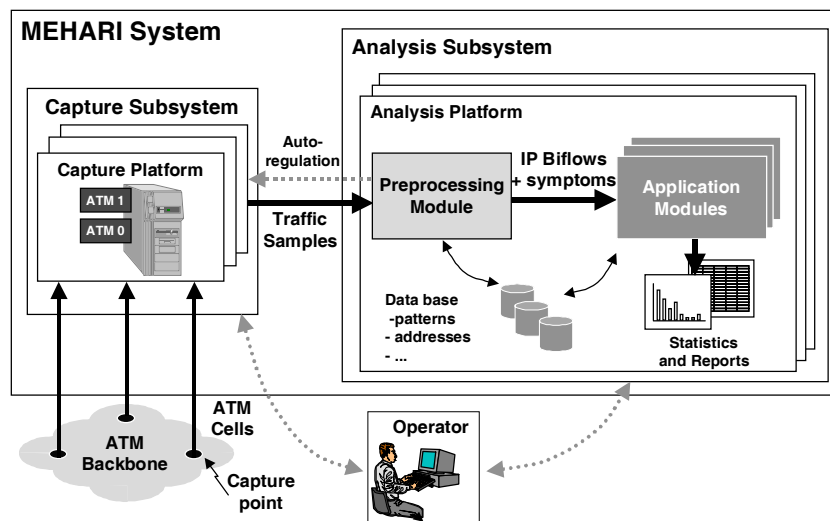 MEHARI System
Analysis Subsystem
Capture Subsystem
Analysis Platform
Auto-
regulation
Capture Platform
ATM 1
ATM 0
IP Biflows
+ symptoms
Preprocessing
Module
Application
Modules
Traffic
Samples
Data base
-patterns
- addresses
- ...
Statistics
and Reports
ATM
Cells
Operator
ATM
Backbone
Capture
point